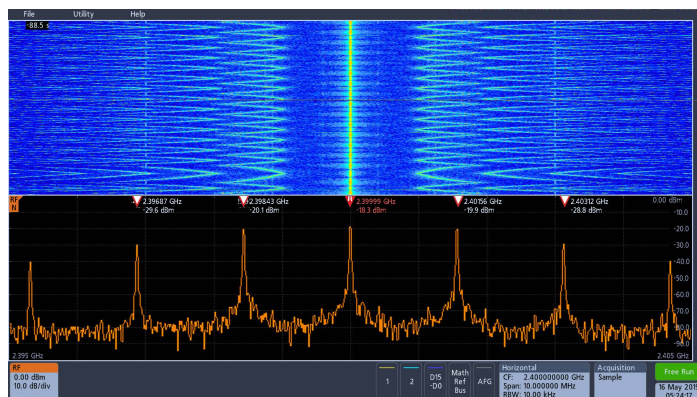 File Utility Help
-88.5 s
RF
N
2.39687 GHz
-29.6 dBm
2.39843 GHz
-20.1 dBm
R
2.39999 GHz
-18.3 dBm
2.40156 GHz
-19.9 dBm
2.40312 GHz
-28.8 dBm
0.00 dBm
-10.0
-20.0
-30.0
-40.0
-50.0
-60.0
-70.0
-80.0
-90.0
2.395 GHz
2.405 GHz
RF
0.00 dBm
10.0 dB/div
1
2
D15
-D0
Math
Ref
Bus
AFG
Horizontal
CF: 2.400000000 GHz
Span: 10.000000 MHz
RBW: 10.00 kHz
Acquisition
Sample
Free Run
16 May 201